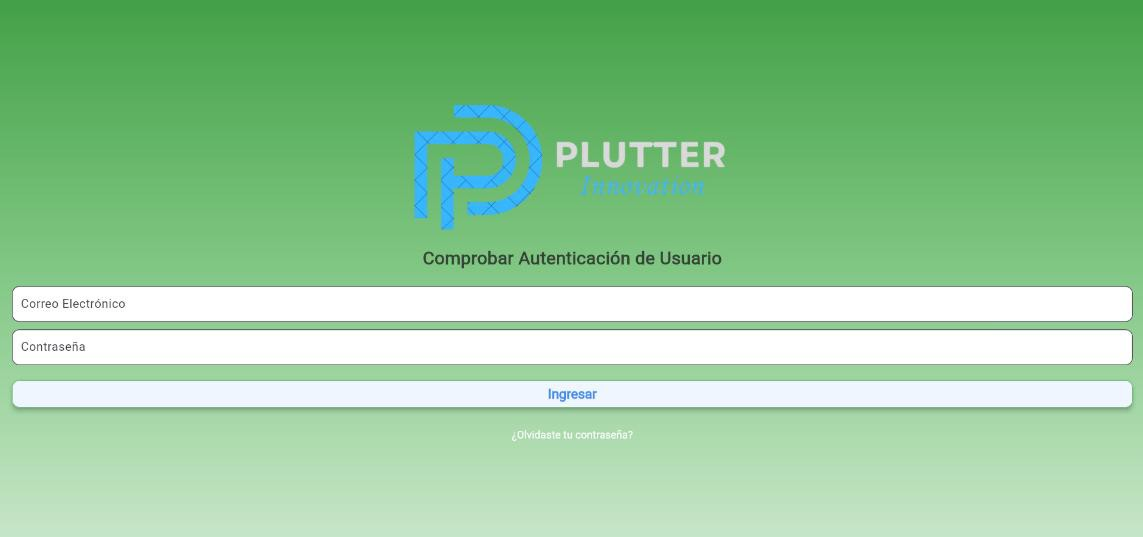 PLUTTER
Innovation
Comprobar Autenticación de Usuario
Correo Electrónico
Contraseña
Ingresar
¿Olvidaste tu contraseña?